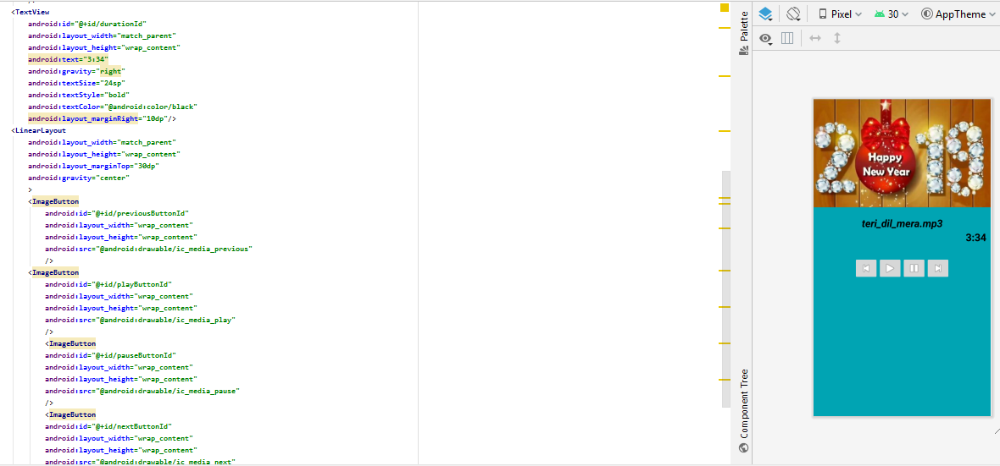 <TextView
android:id="@+id/durationId"
android:layout_width="match_parent"
android:layout_height="wrap_content"
android:text="3:34"
android:gravity="right"
android:textSize="24sp"
android:textStyle="bold"
android:textColor="@android:color/black"
android:layout_marginRight="10dp"/>
<LinearLayout
android:layout_width="match_parent"
android:layout_height="wrap_content"
android:layout_marginTop="30dp"
android:gravity="center"
>
<ImageButton
android:id="@+id/previousButtonId"
android:layout_width="wrap_content"
android:layout_height="wrap_content"
android:src="@android:drawable/ic_media_previous"
/>
<ImageButton
android:id="@+id/playButtonId"
android:layout_width="wrap_content"
android:layout_height="wrap_content"
android:src="@android:drawable/ic_media_play"
/>
<ImageButton
android:id="@+id/pauseButtonId"
android:layout_width="wrap_content"
android:layout_height="wrap_content"
android:src="@android:drawable/ic_media_pause"
/>
<ImageButton
android:id="@+id/nextButtonId"
android:layout_width="wrap_content"
android:layout_height="wrap_content"
android:src="@android:drawable/ic_media_next"
Palette
Component Tree
Pixel 30 AppTheme
2019
Happy
New Year
teri_dil_mera.mp3
3:34